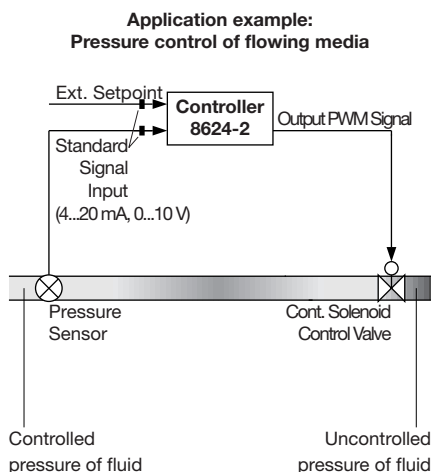 Application example:
Pressure control of flowing media
Ext. Setpoint
Controller
8624-2
Output PWM Signal
Standard
Signal
Input
(4...20 mA, 0...10 V)
Pressure
Sensor
Cont. Solenoid
Control Valve
Controlled
pressure of fluid
Uncontrolled
pressure of fluid